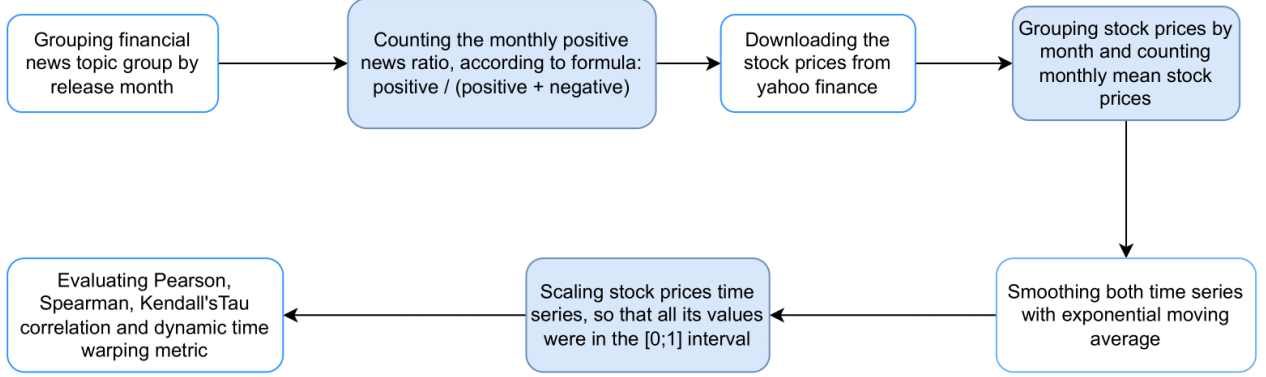 Grouping financial
news topic group by
release month
Counting the monthly positive
news ratio, according to formula:
positive / (positive + negative)
Downloading the
stock prices from
yahoo finance
Grouping stock prices by
month and counting
monthly mean stock
prices
Smoothing both time series
with exponential moving
average
Scaling stock prices time
series, so that all its values
were in the [0;1] interval
Evaluating Pearson,
Spearman, Kendall'sTau
correlation and dynamic time
warping metric